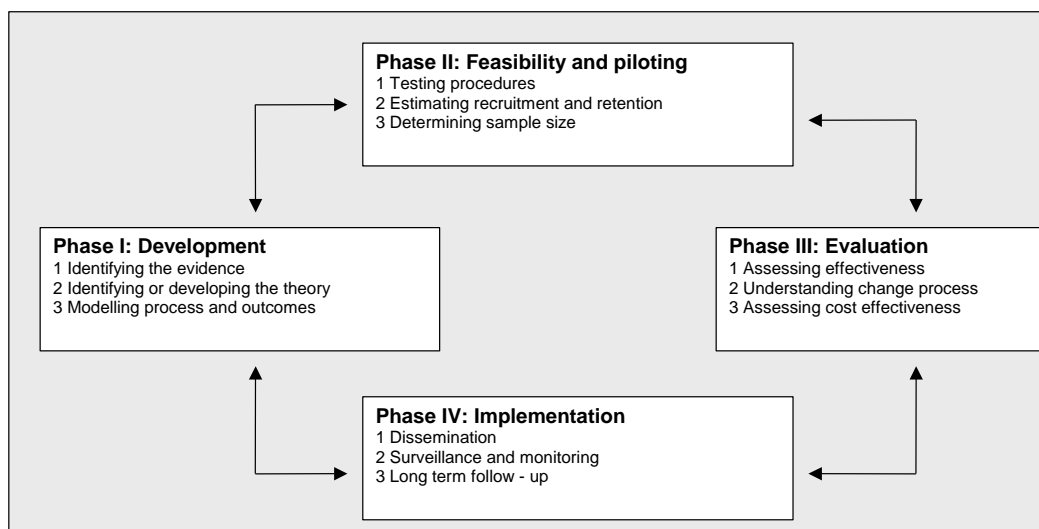 Phase II: Feasibility and piloting
1 Testing procedures
2 Estimating recruitment and retention
3 Determining sample size
Phase I: Development
1 Identifying the evidence
2 Identifying or developing the theory
3 Modelling process and outcomes
Phase III: Evaluation
1 Assessing effectiveness
2 Understanding change process
3 Assessing cost effectiveness
Phase IV: Implementation
1 Dissemination
2 Surveillance and monitoring
3 Long term follow - up